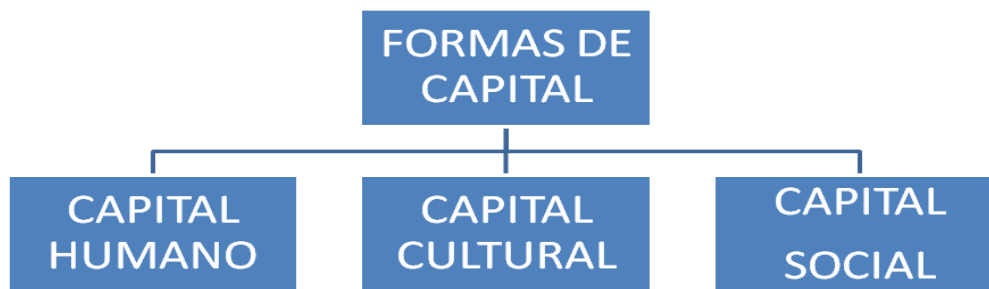 FORMAS DE
CAPITAL
CAPITAL
HUMANO
CAPITAL
CULTURAL
CAPITAL
SOCIAL